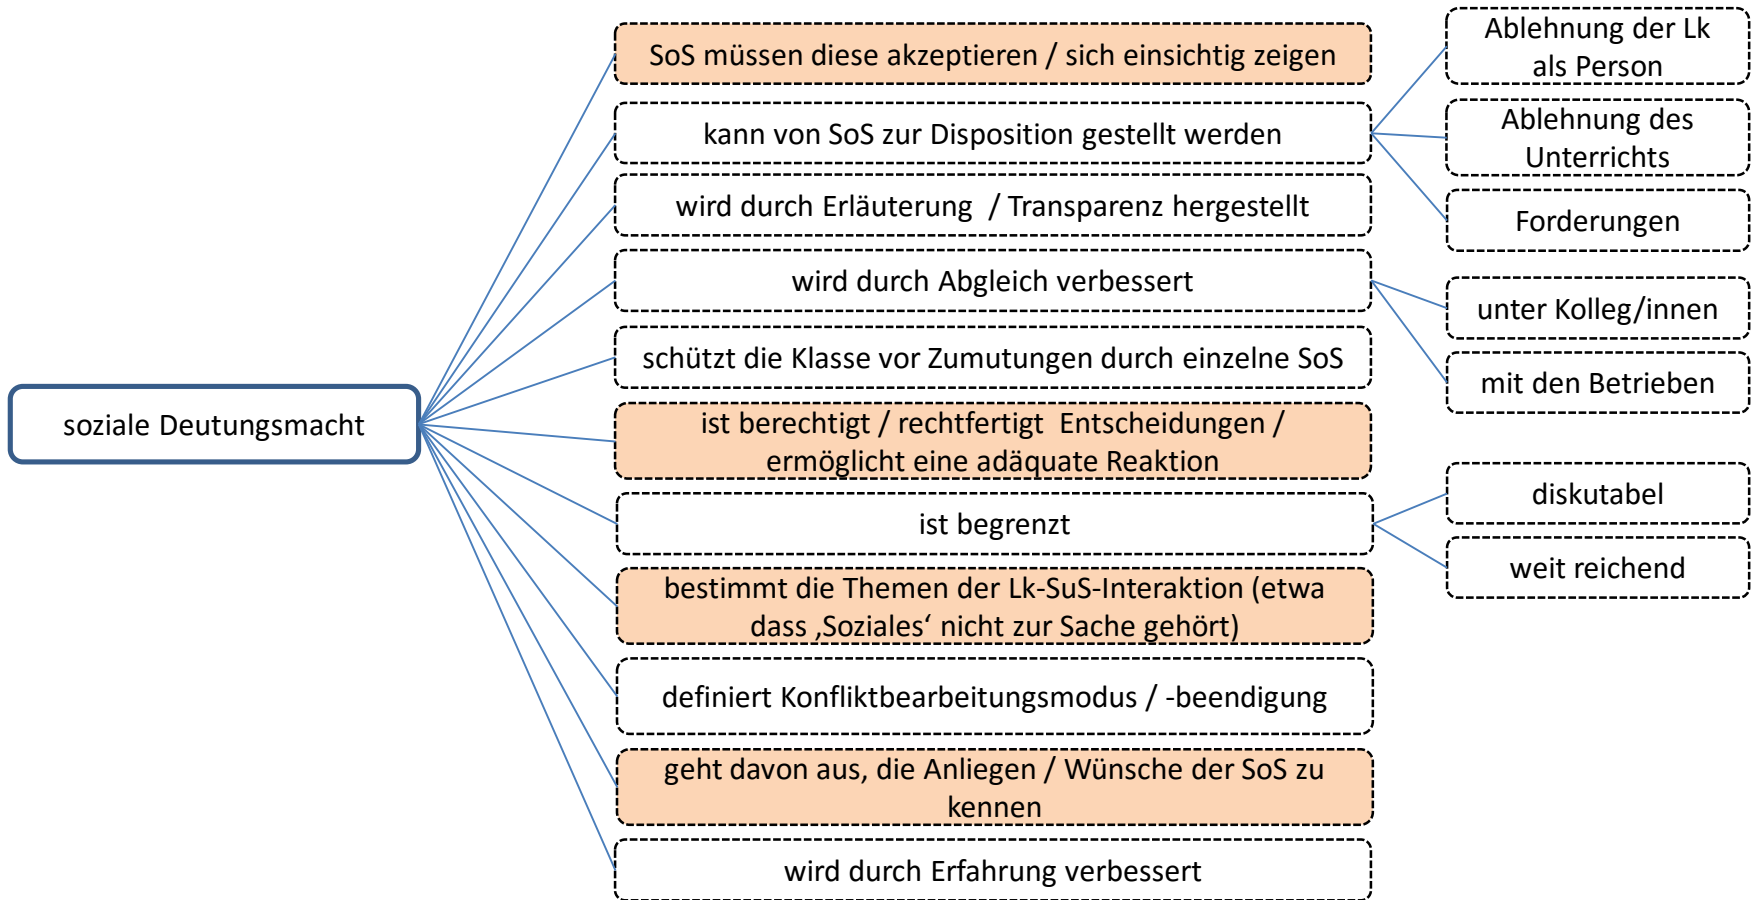 soziale Deutungsmacht
SoS müssen diese akzeptieren / sich einsichtig zeigen
kann von SoS zur Disposition gestellt werden
Ablehnung der Lk
als Person
Ablehnung des
Unterrichts
Forderungen
wird durch Erläuterung / Transparenz hergestellt
wird durch Abgleich verbessert
unter Kolleg/innen
mit den Betrieben
schützt die Klasse vor Zumutungen durch einzelne SoS
ist berechtigt / rechtfertigt Entscheidungen /
ermöglicht eine adäquate Reaktion
ist begrenzt
diskutabel
weit reichend
bestimmt die Themen der Lk-SuS-Interaktion (etwa
dass ‚Soziales‘ nicht zur Sache gehört)
definiert Konfliktbearbeitungsmodus / -beendigung
geht davon aus, die Anliegen / Wünsche der SoS zu
kennen
wird durch Erfahrung verbessert